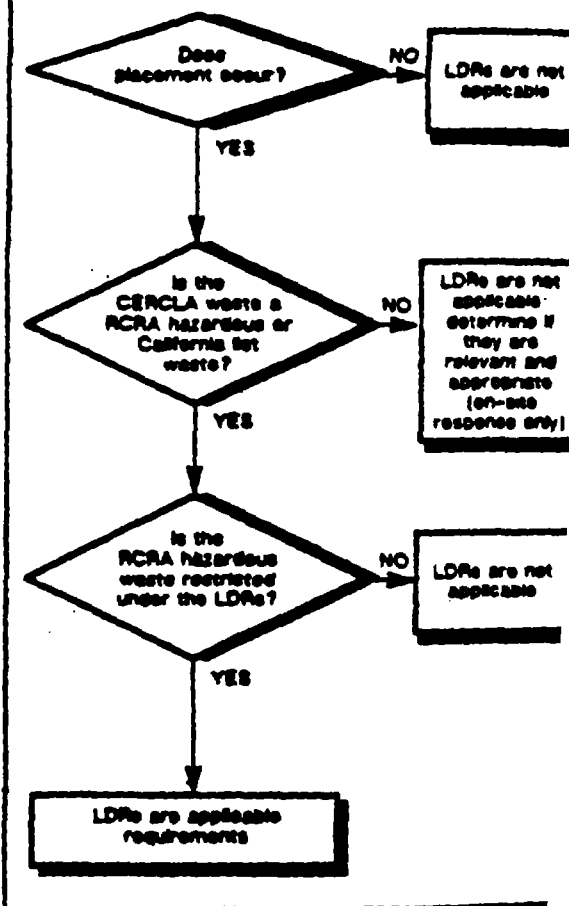 Does
placement occur?
NO
LDRs are not
applicable
YES
Is the
CERCLA waste a
RCRA hazardous or
California list
waste?
NO
LDRs are not
applicable:
determine if
they are
relevant and
appropriate
(on-site
response only)
YES
Is the
RCRA hazardous
waste restricted
under the LDRs?
NO
LDRs are not
applicable
YES
LDRs are applicable
requirements